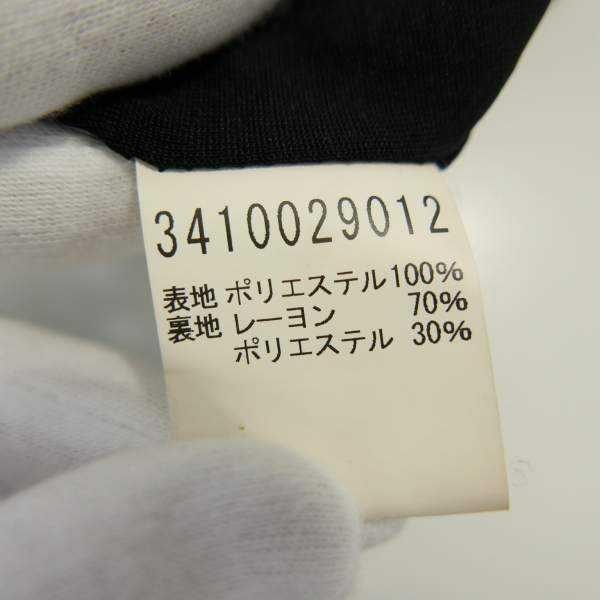 3410029012
表地 ポリエステル100%
裏地 レーヨン 70%
ポリエステル 30%